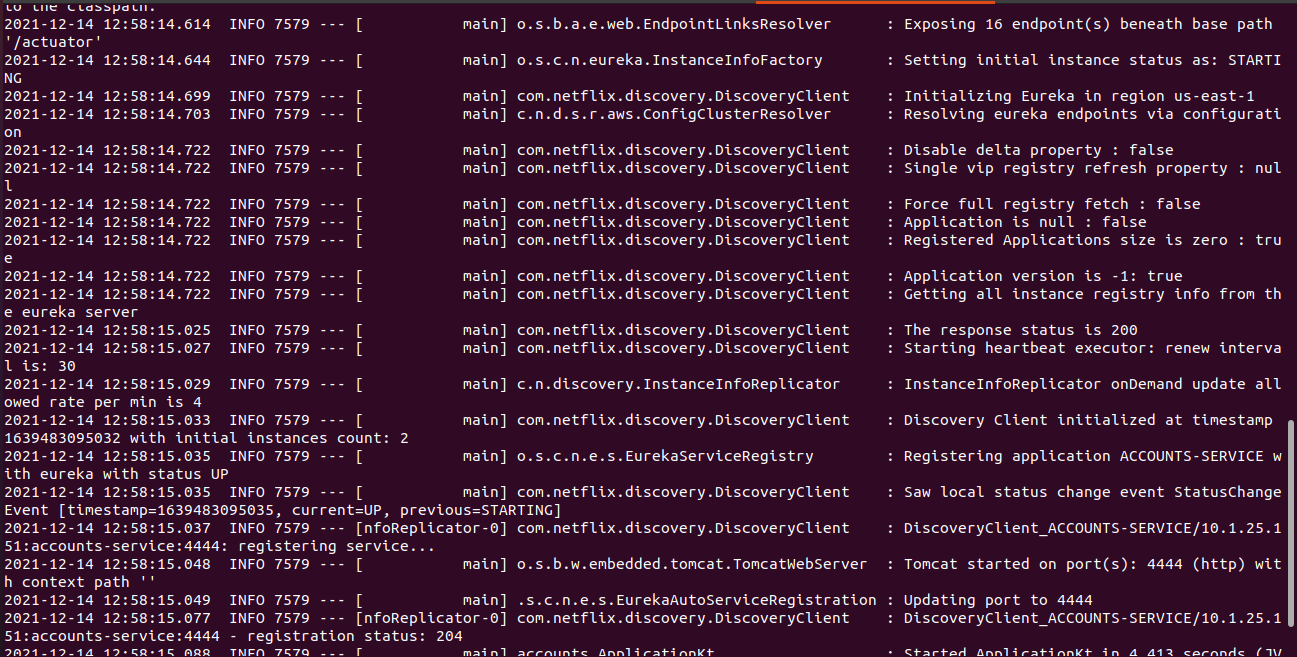 to the classpath.
2021-12-14 12:58:14.614  INFO 7579 --- [           main] o.s.b.a.e.web.EndpointLinksResolver      : Exposing 16 endpoint(s) beneath base path
'/actuator'
2021-12-14 12:58:14.644  INFO 7579 --- [           main] o.s.c.n.eureka.InstanceInfoFactory       : Setting initial instance status as: STARTI
NG
2021-12-14 12:58:14.699  INFO 7579 --- [           main] com.netflix.discovery.DiscoveryClient    : Initializing Eureka in region us-east-1
2021-12-14 12:58:14.703  INFO 7579 --- [           main] c.n.d.s.r.aws.ConfigClusterResolver      : Resolving eureka endpoints via configurati
on
2021-12-14 12:58:14.722  INFO 7579 --- [           main] com.netflix.discovery.DiscoveryClient    : Disable delta property : false
2021-12-14 12:58:14.722  INFO 7579 --- [           main] com.netflix.discovery.DiscoveryClient    : Single vip registry refresh property : nul
l
2021-12-14 12:58:14.722  INFO 7579 --- [           main] com.netflix.discovery.DiscoveryClient    : Force full registry fetch : false
2021-12-14 12:58:14.722  INFO 7579 --- [           main] com.netflix.discovery.DiscoveryClient    : Application is null : false
2021-12-14 12:58:14.722  INFO 7579 --- [           main] com.netflix.discovery.DiscoveryClient    : Registered Applications size is zero : tru
e
2021-12-14 12:58:14.722  INFO 7579 --- [           main] com.netflix.discovery.DiscoveryClient    : Application version is -1: true
2021-12-14 12:58:14.722  INFO 7579 --- [           main] com.netflix.discovery.DiscoveryClient    : Getting all instance registry info from th
e eureka server
2021-12-14 12:58:15.025  INFO 7579 --- [           main] com.netflix.discovery.DiscoveryClient    : The response status is 200
2021-12-14 12:58:15.027  INFO 7579 --- [           main] com.netflix.discovery.DiscoveryClient    : Starting heartbeat executor: renew interva
l is: 30
2021-12-14 12:58:15.029  INFO 7579 --- [           main] c.n.discovery.InstanceInfoReplicator     : InstanceInfoReplicator onDemand update all
owed rate per min is 4
2021-12-14 12:58:15.033  INFO 7579 --- [           main] com.netflix.discovery.DiscoveryClient    : Discovery Client initialized at timestamp
1639483095032 with initial instances count: 2
2021-12-14 12:58:15.035  INFO 7579 --- [           main] o.s.c.n.e.s.EurekaServiceRegistry        : Registering application ACCOUNTS-SERVICE w
ith eureka with status UP
2021-12-14 12:58:15.035  INFO 7579 --- [           main] com.netflix.discovery.DiscoveryClient    : Saw local status change event StatusChange
Event [timestamp=1639483095035, current=UP, previous=STARTING]
2021-12-14 12:58:15.037  INFO 7579 --- [nfoReplicator-0] com.netflix.discovery.DiscoveryClient    : DiscoveryClient_ACCOUNTS-SERVICE/10.1.25.1
51:accounts-service:4444: registering service...
2021-12-14 12:58:15.048  INFO 7579 --- [           main] o.s.b.w.embedded.tomcat.TomcatWebServer  : Tomcat started on port(s): 4444 (http) wit
h context path ''
2021-12-14 12:58:15.049  INFO 7579 --- [           main] .s.c.n.e.s.EurekaAutoServiceRegistration : Updating port to 4444
2021-12-14 12:58:15.077  INFO 7579 --- [nfoReplicator-0] com.netflix.discovery.DiscoveryClient    : DiscoveryClient_ACCOUNTS-SERVICE/10.1.25.1
51:accounts-service:4444 - registration status: 204
2021-12-14 12:58:15.088  INFO 7579 --- [           main] accounts.ApplicationKt                   : Started ApplicationKt in 4.413 seconds (JV